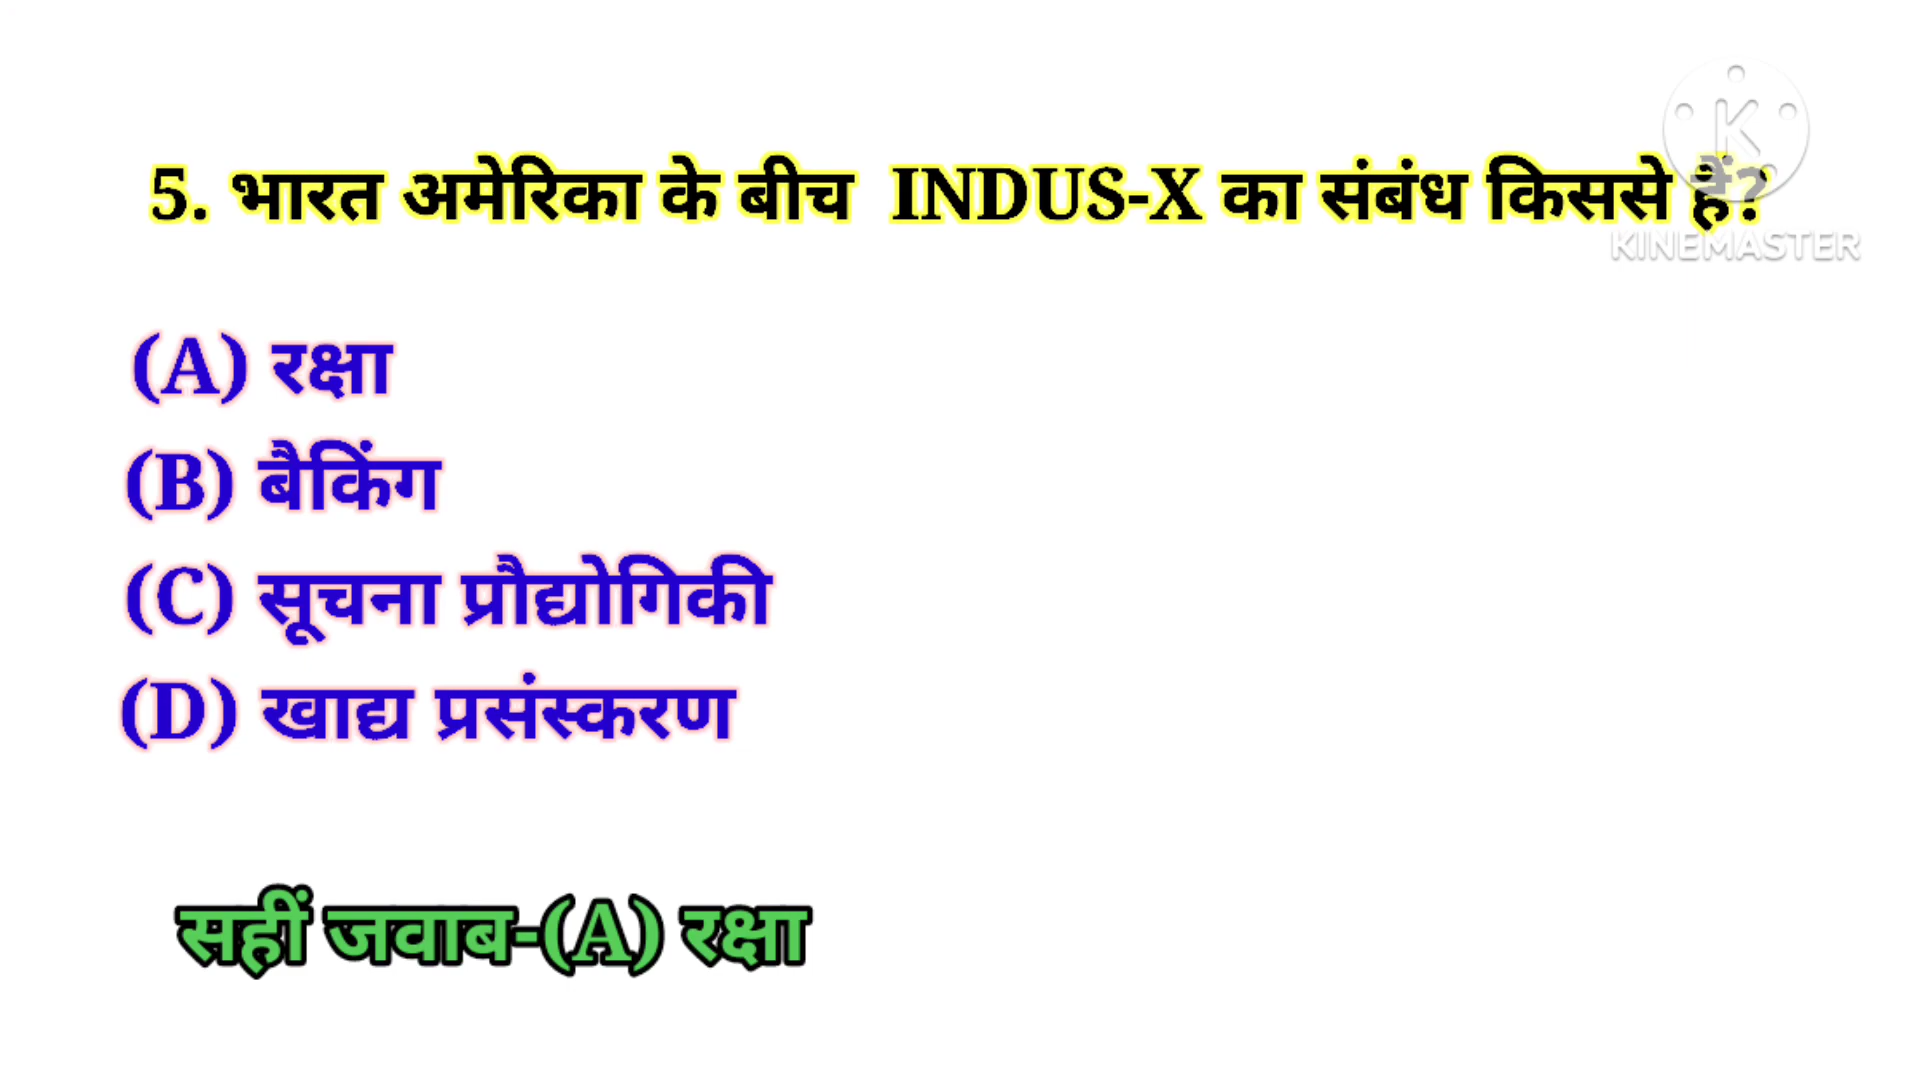 5. भारत अमेरिका के बीच INDUS-X का संबंध किससे हैं?
KINEMASTER
(A) रक्षा
(B) बैकिंग
(C) सूचना प्रौद्योगिकी
(D) खाद्य प्रसंस्करण
सहीं जवाब-(A) रक्षा